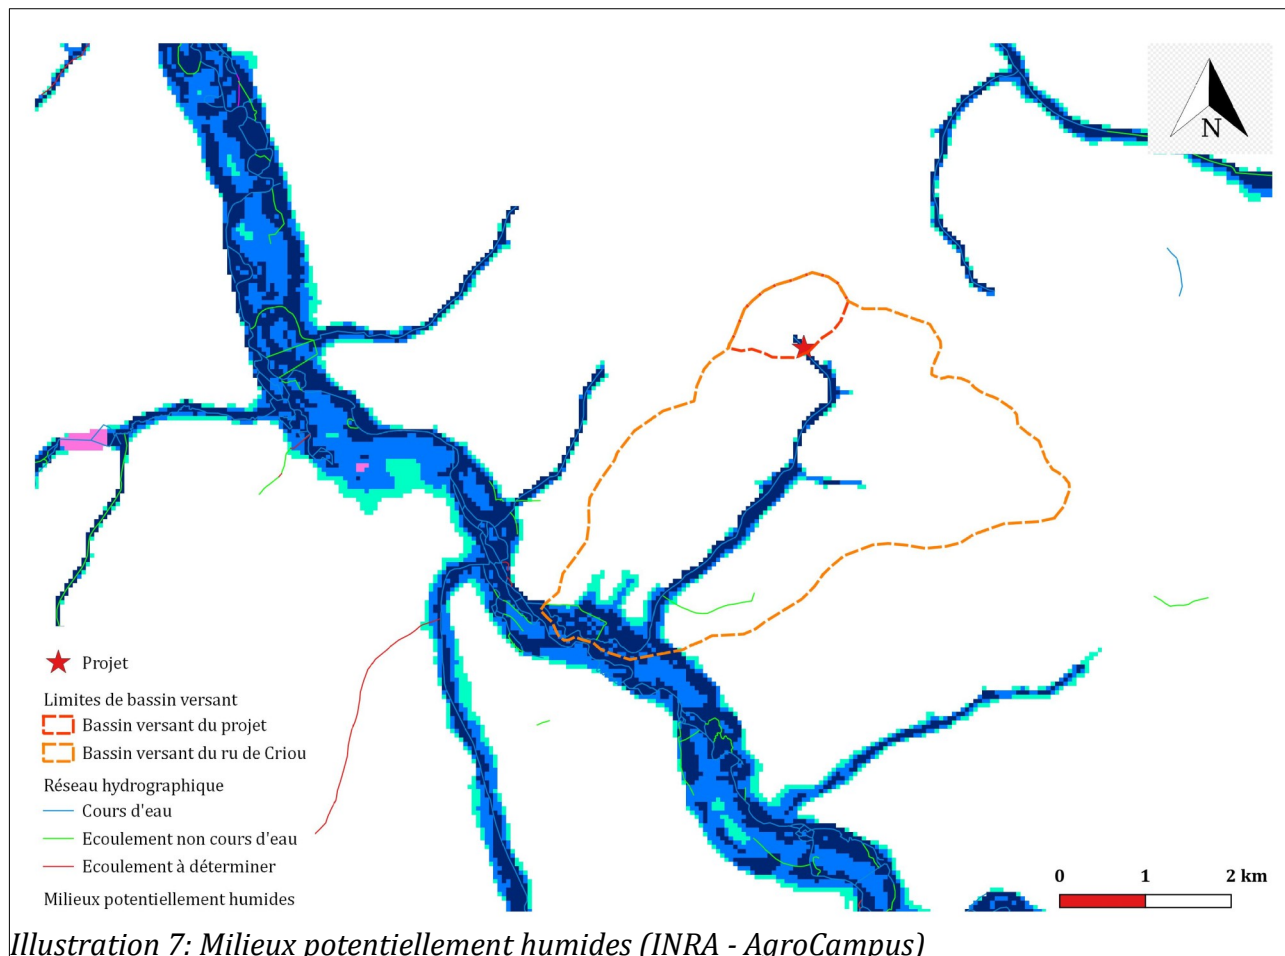 N
Projet
Limites de bassin versant
Bassin versant du projet
Bassin versant du ru de Criou
Réseau hydrographique
Cours d'eau
Ecoulement non cours d'eau
Ecoulement à déterminer
Milieux potentiellement humides
0 1 2 km
Illustration 7: Milieux potentiellement humides (INRA - AgroCampus)